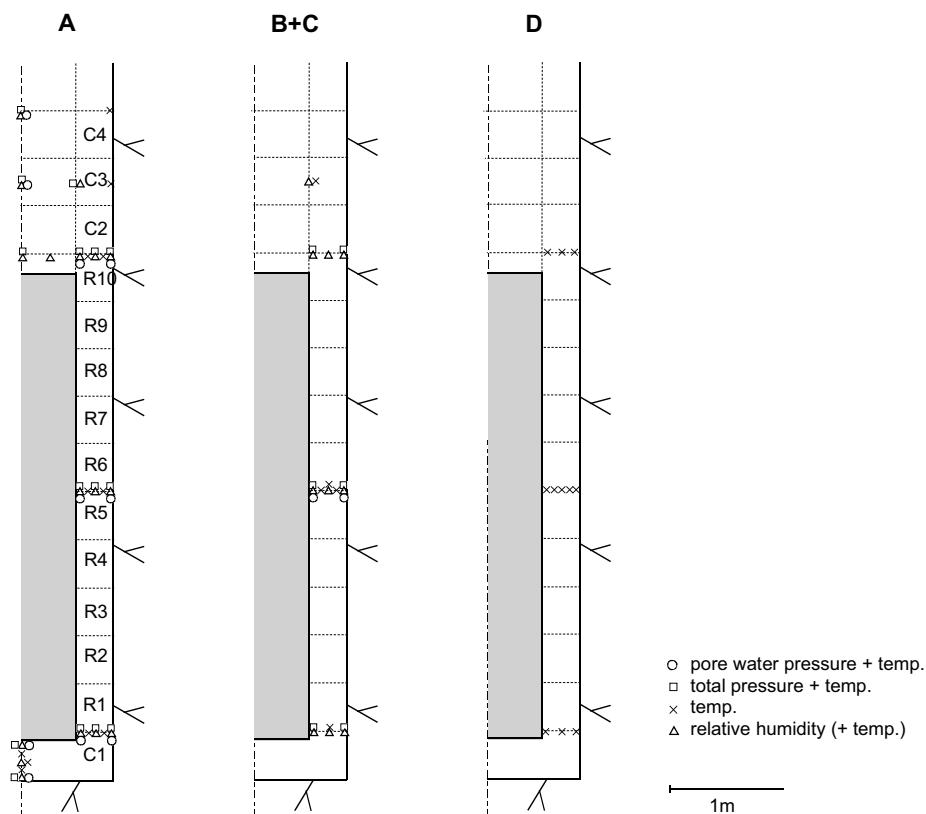 A
B+C
D
C4
C3
C2
R10
R9
R8
R7
R6
R5
R4
R3
R2
R1
C1
pore water pressure + temp.
total pressure + temp.
temp.
relative humidity (+ temp.)
1m